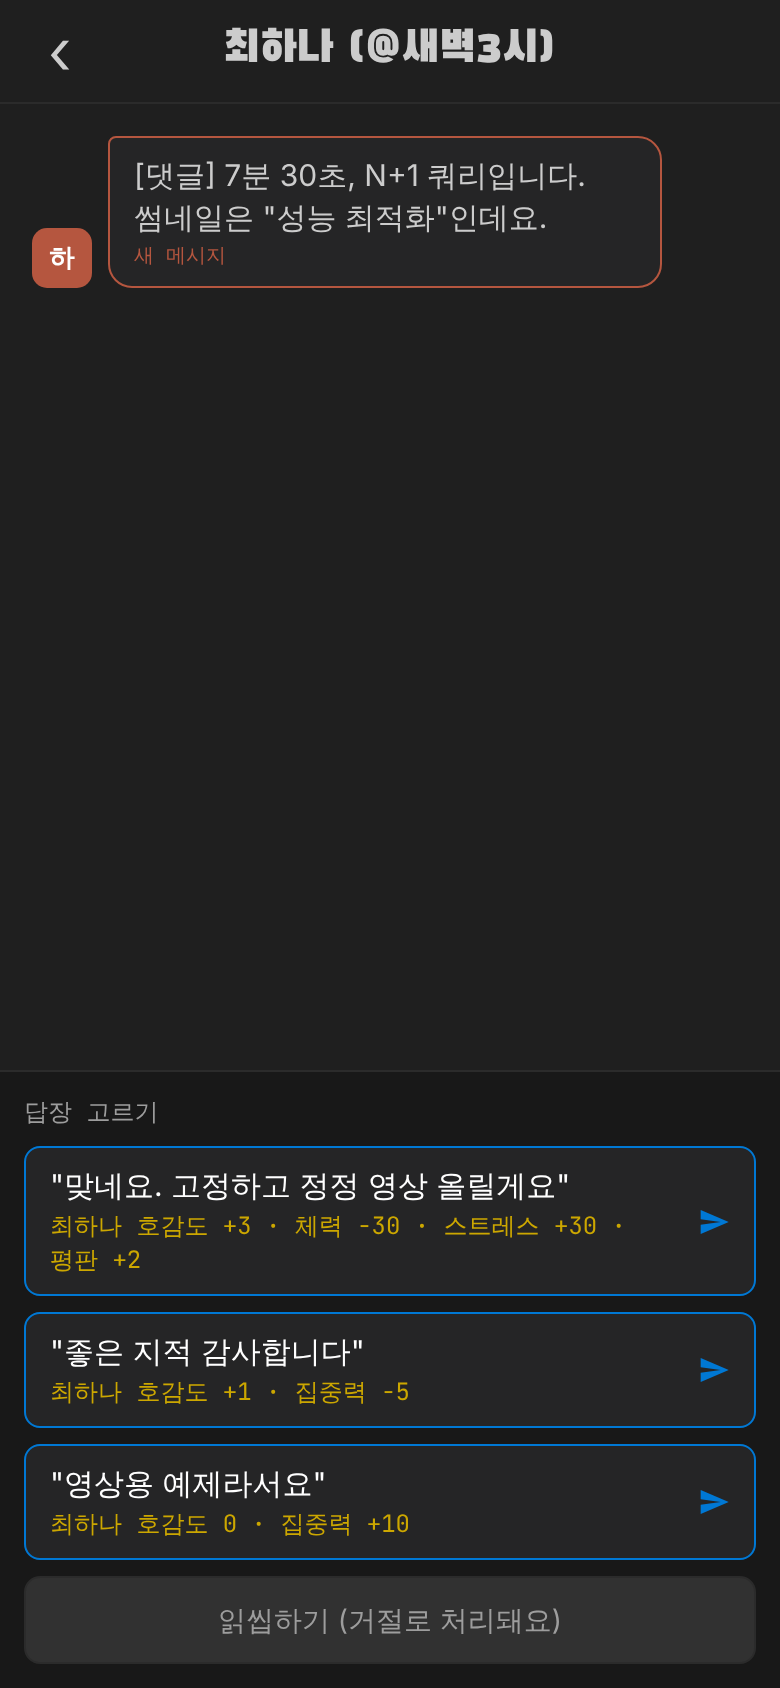 최하나 (@새벽3시)
[댓글] 7분 30초, N+1 쿼리입니다.
썸네일은 "성능 최적화"인데요.
새 메시지
하
답장 고르기
"맞네요. 고정하고 정정 영상 올릴게요"
최하나 호감도 +3 · 체력 -30 · 스트레스 +30 ·
평판 +2
"좋은 지적 감사합니다"
최하나 호감도 +1 · 집중력 -5
"영상용 예제라서요"
최하나 호감도 0 · 집중력 +10
읽씹하기 (거절로 처리돼요)